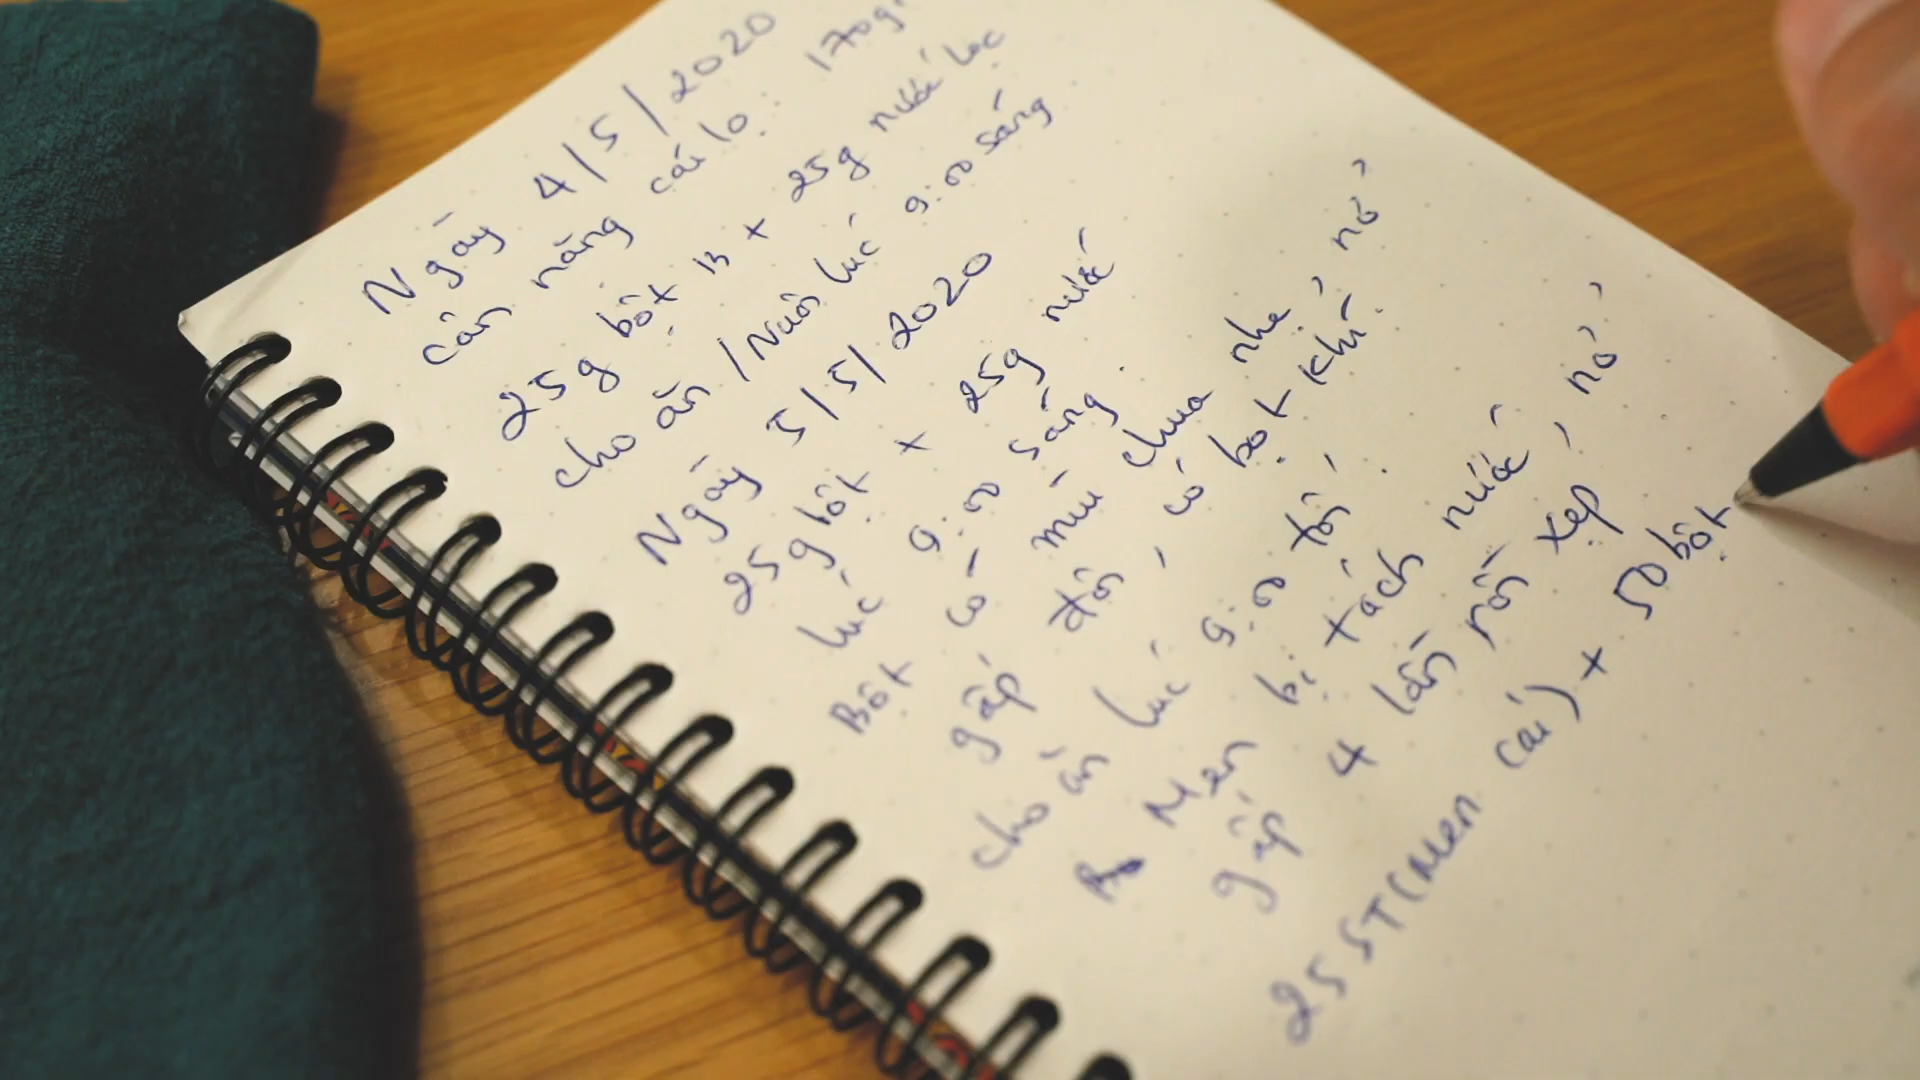 Ngày 4/5/2020
cân nặng cái lọ: 170g.
25g bột 13 + 25g nước lọc
cho ăn / Nuôi lúc 9:00 sáng
Ngày 5/5/2020
25g bột + 25g nước
lúc 9:00 sáng.
Bột có mùi chua nhẹ, nở
gấp đôi, có bọt khí.
cho ăn lúc 9:00 tối.
Men bị tách nước, nở
gấp 4 lần rồi xẹp
25 ST (Men cái) + 50 bột